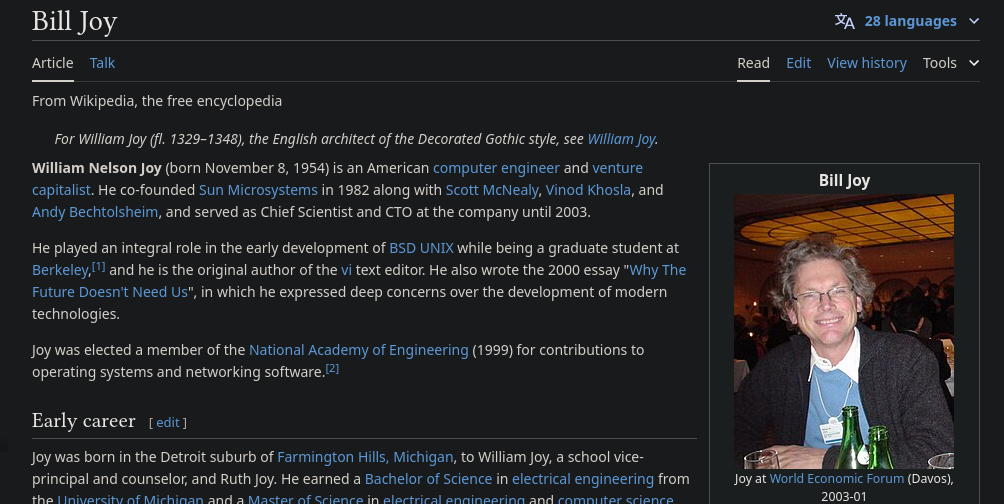 Bill Joy
28 languages
Article Talk Read Edit View history Tools
From Wikipedia, the free encyclopedia
For William Joy (fl. 1329–1348), the English architect of the Decorated Gothic style, see William Joy.
William Nelson Joy (born November 8, 1954) is an American computer engineer and venture
capitalist. He co-founded Sun Microsystems in 1982 along with Scott McNealy, Vinod Khosla, and
Andy Bechtolsheim, and served as Chief Scientist and CTO at the company until 2003.
He played an integral role in the early development of BSD UNIX while being a graduate student at
Berkeley,[1] and he is the original author of the vi text editor. He also wrote the 2000 essay "Why The
Future Doesn't Need Us", in which he expressed deep concerns over the development of modern
technologies.
Joy was elected a member of the National Academy of Engineering (1999) for contributions to
operating systems and networking software.[2]
Early career [ edit ]
Joy was born in the Detroit suburb of Farmington Hills, Michigan, to William Joy, a school vice-
principal and counselor, and Ruth Joy. He earned a Bachelor of Science in electrical engineering from
the University of Michigan and a Master of Science in electrical engineering and computer science
Bill Joy
Joy at World Economic Forum (Davos),
2003-01